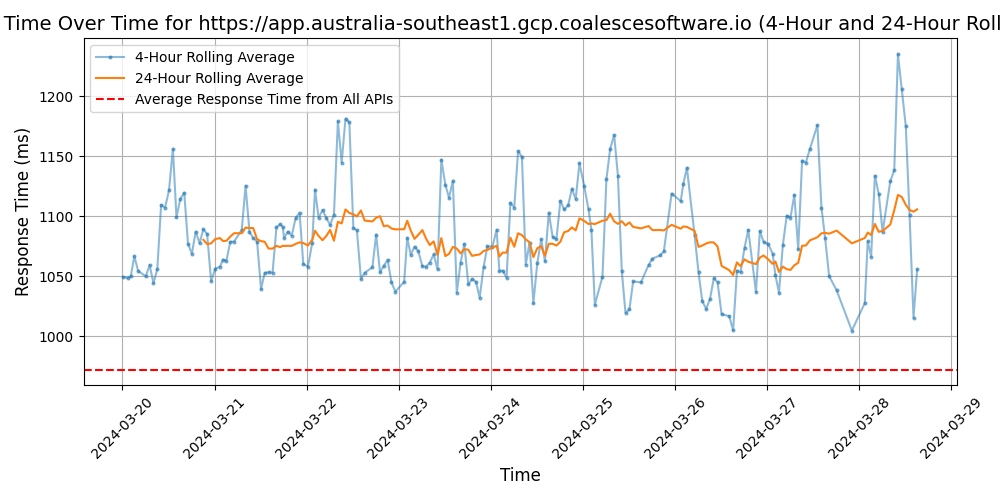 Time Over Time for https://app.australia-southeast1.gcp.coalescesoftware.io (4-Hour and 24-Hour Roll
4-Hour Rolling Average
24-Hour Rolling Average
Average Response Time from All APIs
Response Time (ms)
1200
1150
1100
1050
1000
2024-03-20
2024-03-21
2024-03-22
2024-03-23
2024-03-24
2024-03-25
2024-03-26
2024-03-27
2024-03-28
2024-03-29
Time